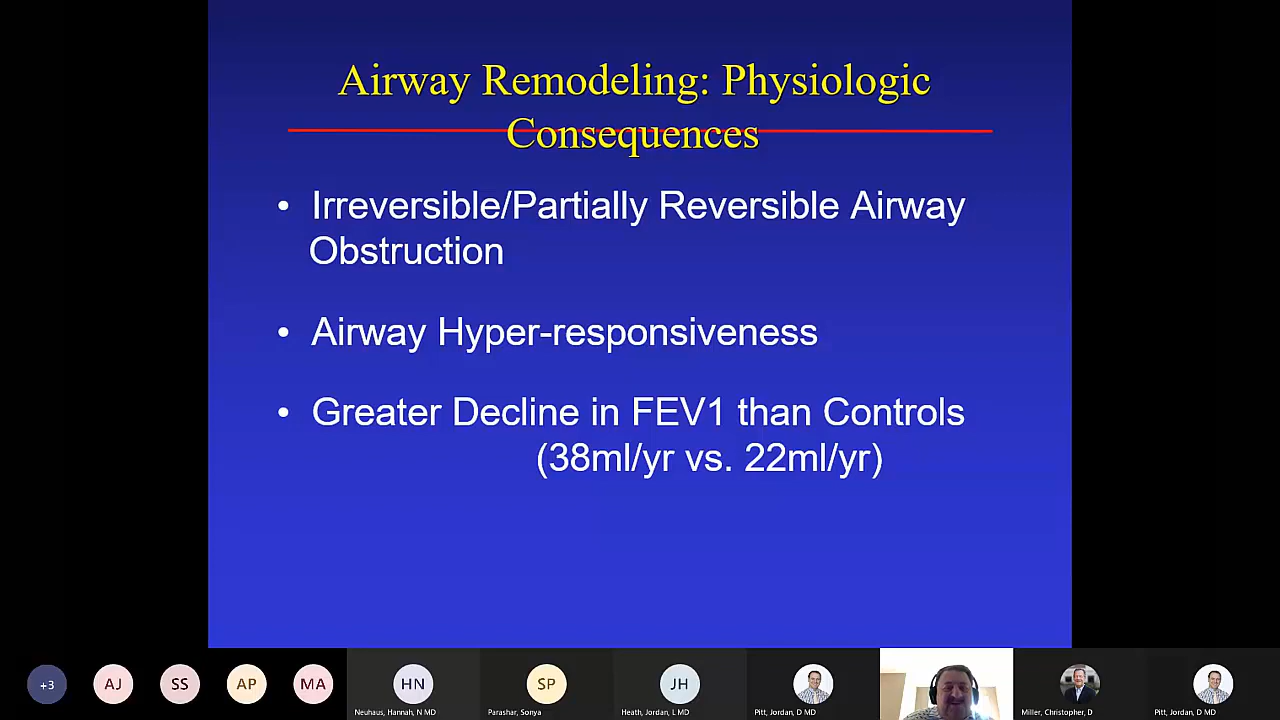 Airway Remodeling: Physiologic
Consequences
• Irreversible/Partially Reversible Airway
Obstruction
• Airway Hyper-responsiveness
• Greater Decline in FEV1 than Controls
(38ml/yr vs. 22ml/yr)
+3
AJ
SS
AP
MA
HN
SP
JH
Neuhaus, Hannah, N MD
Parashar, Sonya
Heath, Jordan, L MD
Pitt, Jordan, D MD
Miller, Christopher, D
Pitt, Jordan, D MD